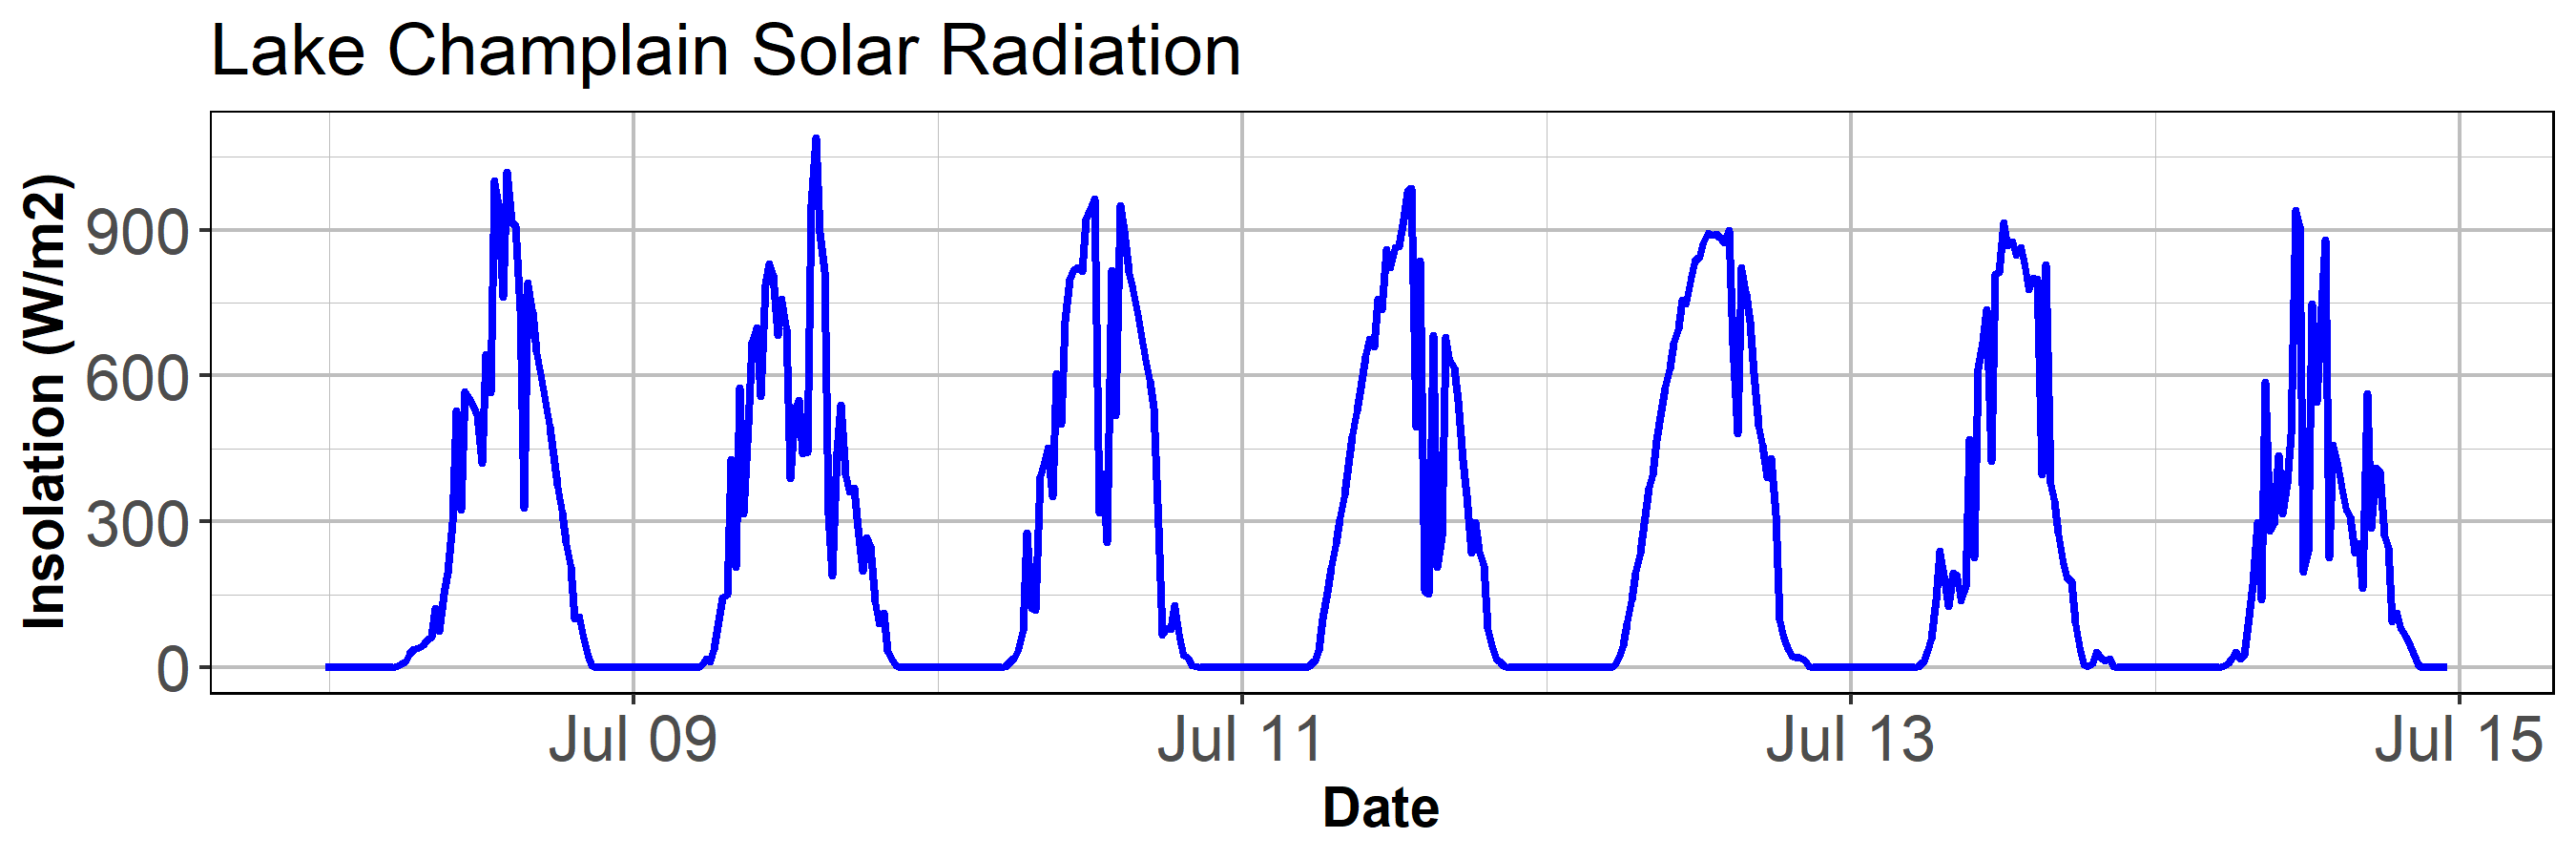 Lake Champlain Solar Radiation
Insolation (W/m2)
900
600
300
0
Jul 09
Jul 11
Jul 13
Jul 15
Date